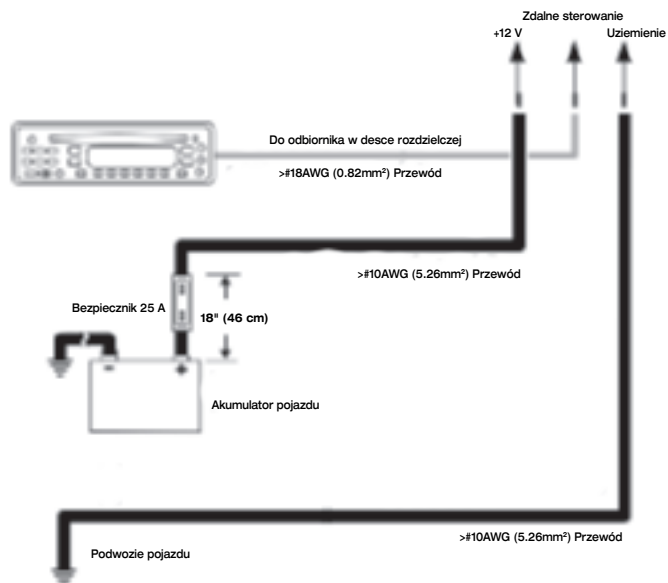 Zdalne sterowanie
+12 V
Uziemienie
Do odbiornika w desce rozdzielczej
>#18AWG (0.82mm²) Przewód
>#10AWG (5.26mm²) Przewód
Bezpiecznik 25 A
18" (46 cm)
- +
Akumulator pojazdu
>#10AWG (5.26mm²) Przewód
Podwozie pojazdu